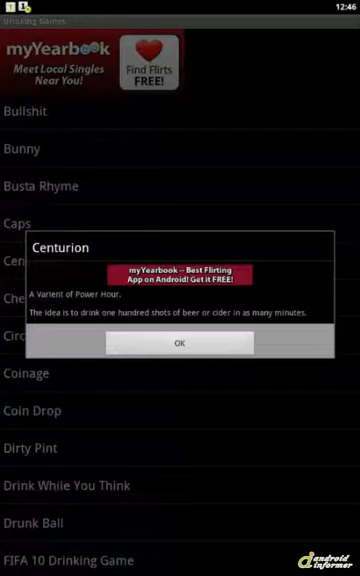 12:46
Drinking Games
myYearbook
Meet Local Singles
Near You!
Find Flirts
FREE!
Bullshit
Bunny
Busta Rhyme
Caps
Cen
Centurion
myYearbook -- Best Flirting
App on Android! Get it FREE!
A Varient of Power Hour.
The idea is to drink one hundred shots of beer or cider in as many minutes.
Che
Circ
OK
Coinage
Coin Drop
Dirty Pint
Drink While You Think
Drunk Ball
FIFA 10 Drinking Game
android
informer